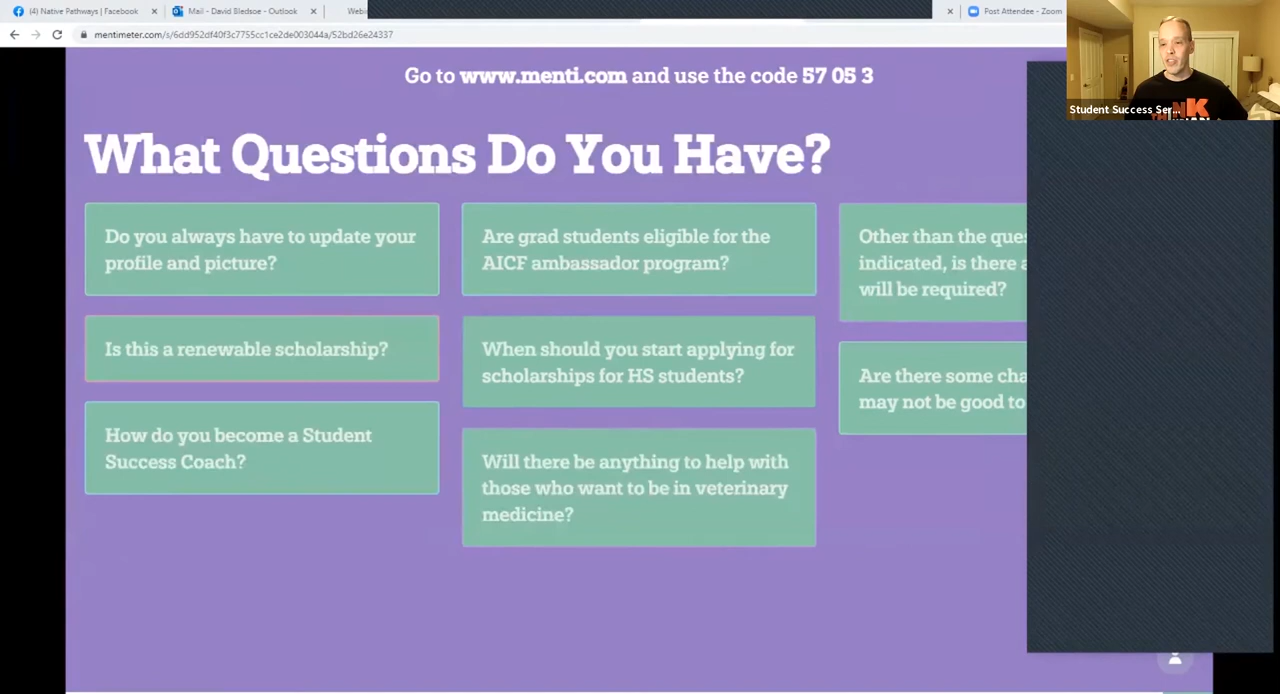 (4) Native Pathways | Facebook
Mail - David Bledsoe - Outlook
Post Attendee - Zoom
mentimeter.com/s/6dd952df40f3c7755cc1ce2de003044a/52bd26e24337
Go to www.menti.com and use the code 57 05 3
What Questions Do You Have?
Do you always have to update your
profile and picture?
Is this a renewable scholarship?
How do you become a Student
Success Coach?
Are grad students eligible for the
AICF ambassador program?
When should you start applying for
scholarships for HS students?
Will there be anything to help with
those who want to be in veterinary
medicine?
Other than the
indicated, is there
will be required?
Are there some
may not be good to
Student Success Ser...